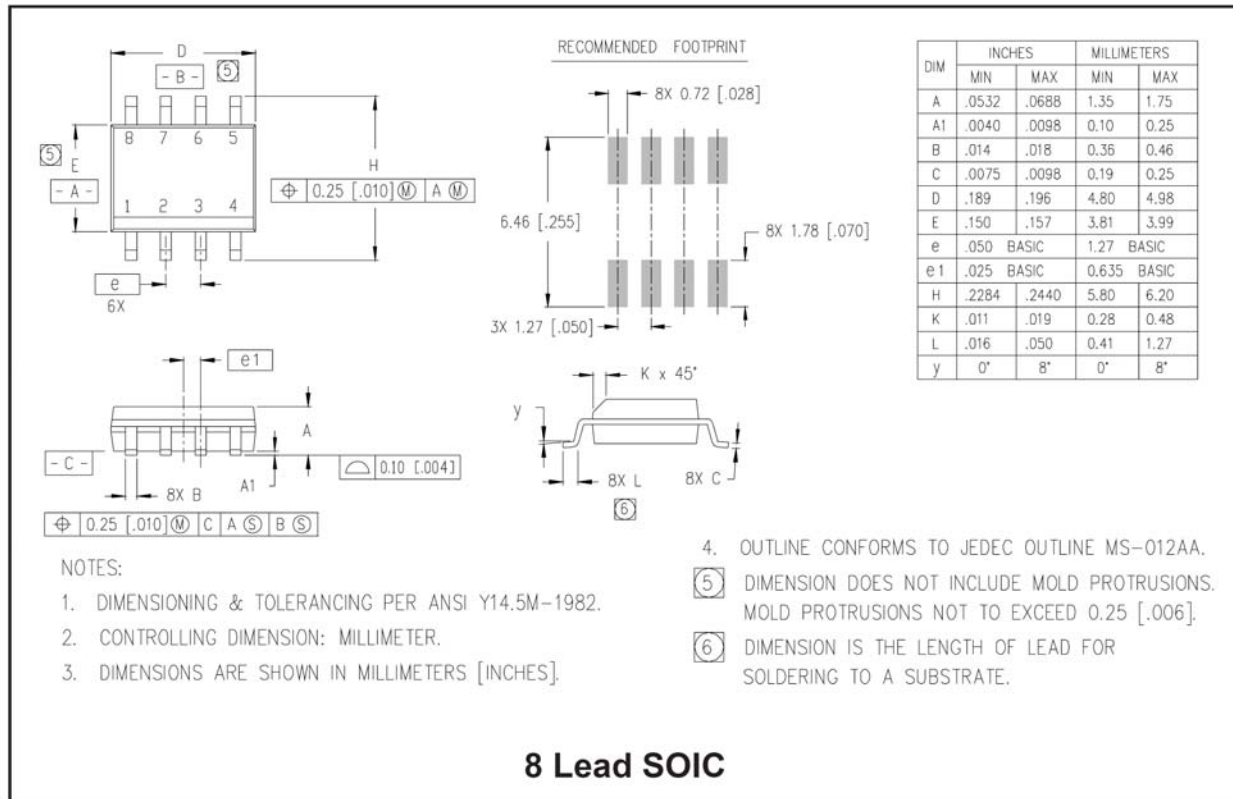 D
- B -
5
8 7 6 5
5
E
- A -
H
⌖ 0.25 [.010] Ⓜ A Ⓜ
1 2 3 4
e
6X
RECOMMENDED FOOTPRINT
8X 0.72 [.028]
6.46 [.255]
8X 1.78 [.070]
3X 1.27 [.050]
DIM INCHES MILLIMETERS
MIN MAX MIN MAX
A .0532 .0688 1.35 1.75
A1 .0040 .0098 0.10 0.25
B .014 .018 0.36 0.46
C .0075 .0098 0.19 0.25
D .189 .196 4.80 4.98
E .150 .157 3.81 3.99
e .050 BASIC 1.27 BASIC
e1 .025 BASIC 0.635 BASIC
H .2284 .2440 5.80 6.20
K .011 .019 0.28 0.48
L .016 .050 0.41 1.27
y 0° 8° 0° 8°
e1
A
- C -
8X B
A1
⌓ 0.10 [.004]
⌖ 0.25 [.010] Ⓜ C A Ⓢ B Ⓢ
K x 45°
y
8X L
6
8X C
NOTES:
1. DIMENSIONING & TOLERANCING PER ANSI Y14.5M-1982.
2. CONTROLLING DIMENSION: MILLIMETER.
3. DIMENSIONS ARE SHOWN IN MILLIMETERS [INCHES].
4. OUTLINE CONFORMS TO JEDEC OUTLINE MS-012AA.
5 DIMENSION DOES NOT INCLUDE MOLD PROTRUSIONS.
MOLD PROTRUSIONS NOT TO EXCEED 0.25 [.006].
6 DIMENSION IS THE LENGTH OF LEAD FOR
SOLDERING TO A SUBSTRATE.
8 Lead SOIC